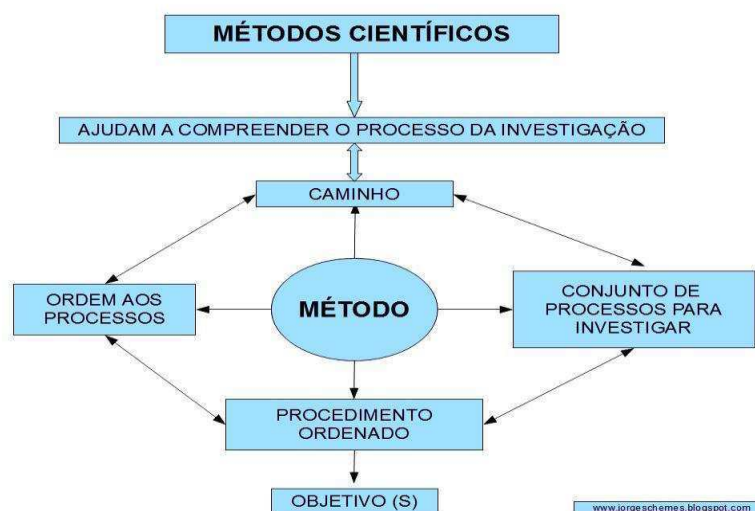 MÉTODOS CIENTÍFICOS
AJUDAM A COMPREENDER O PROCESSO DA INVESTIGAÇÃO
CAMINHO
ORDEM AOS
PROCESSOS
MÉTODO
CONJUNTO DE
PROCESSOS PARA
INVESTIGAR
PROCEDIMENTO
ORDENADO
OBJETIVO (S)
www.jorgeschemes.blogspot.com